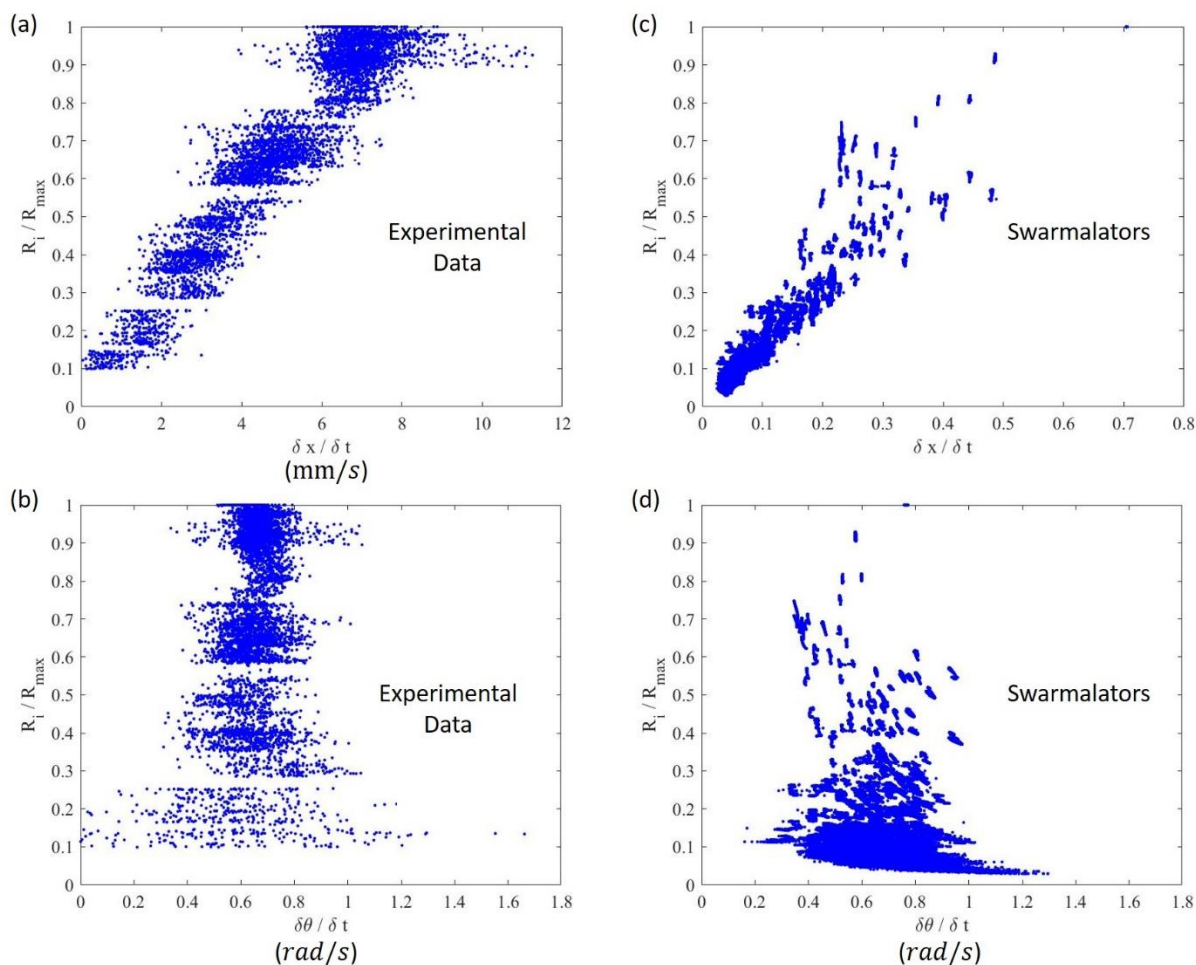 (a)
1
0.9
0.8
0.7
0.6
0.5
0.4
0.3
0.2
0.1
0
R_i / R_max
Experimental
Data
0 2 4 6 8 10 12
δ x / δ t
(mm/s)
(c)
1
0.9
0.8
0.7
0.6
0.5
0.4
0.3
0.2
0.1
0
R_i / R_max
Swarmalators
0 0.1 0.2 0.3 0.4 0.5 0.6 0.7 0.8
δ x / δ t
(b)
1
0.9
0.8
0.7
0.6
0.5
0.4
0.3
0.2
0.1
0
R_i / R_max
Experimental
Data
0 0.2 0.4 0.6 0.8 1 1.2 1.4 1.6 1.8
δθ / δ t
(rad/s)
(d)
1
0.9
0.8
0.7
0.6
0.5
0.4
0.3
0.2
0.1
0
R_i / R_max
Swarmalators
0 0.2 0.4 0.6 0.8 1 1.2 1.4 1.6 1.8
δθ / δ t
(rad/s)